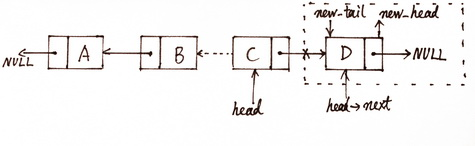 new-tail new-head
NULL A B C D NULL
head head→next